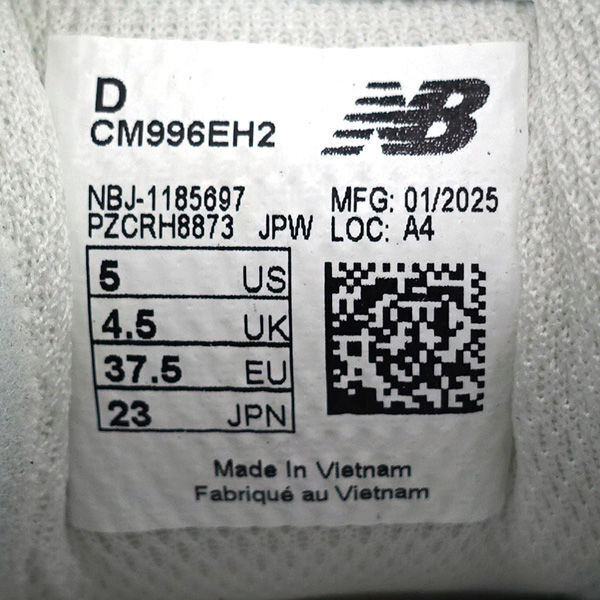 D
CM996EH2
NB
NBJ-1185697 MFG: 01/2025
PZCRH8873 JPW LOC: A4
5 US
4.5 UK
37.5 EU
23 JPN
Made In Vietnam
Fabriqué au Vietnam